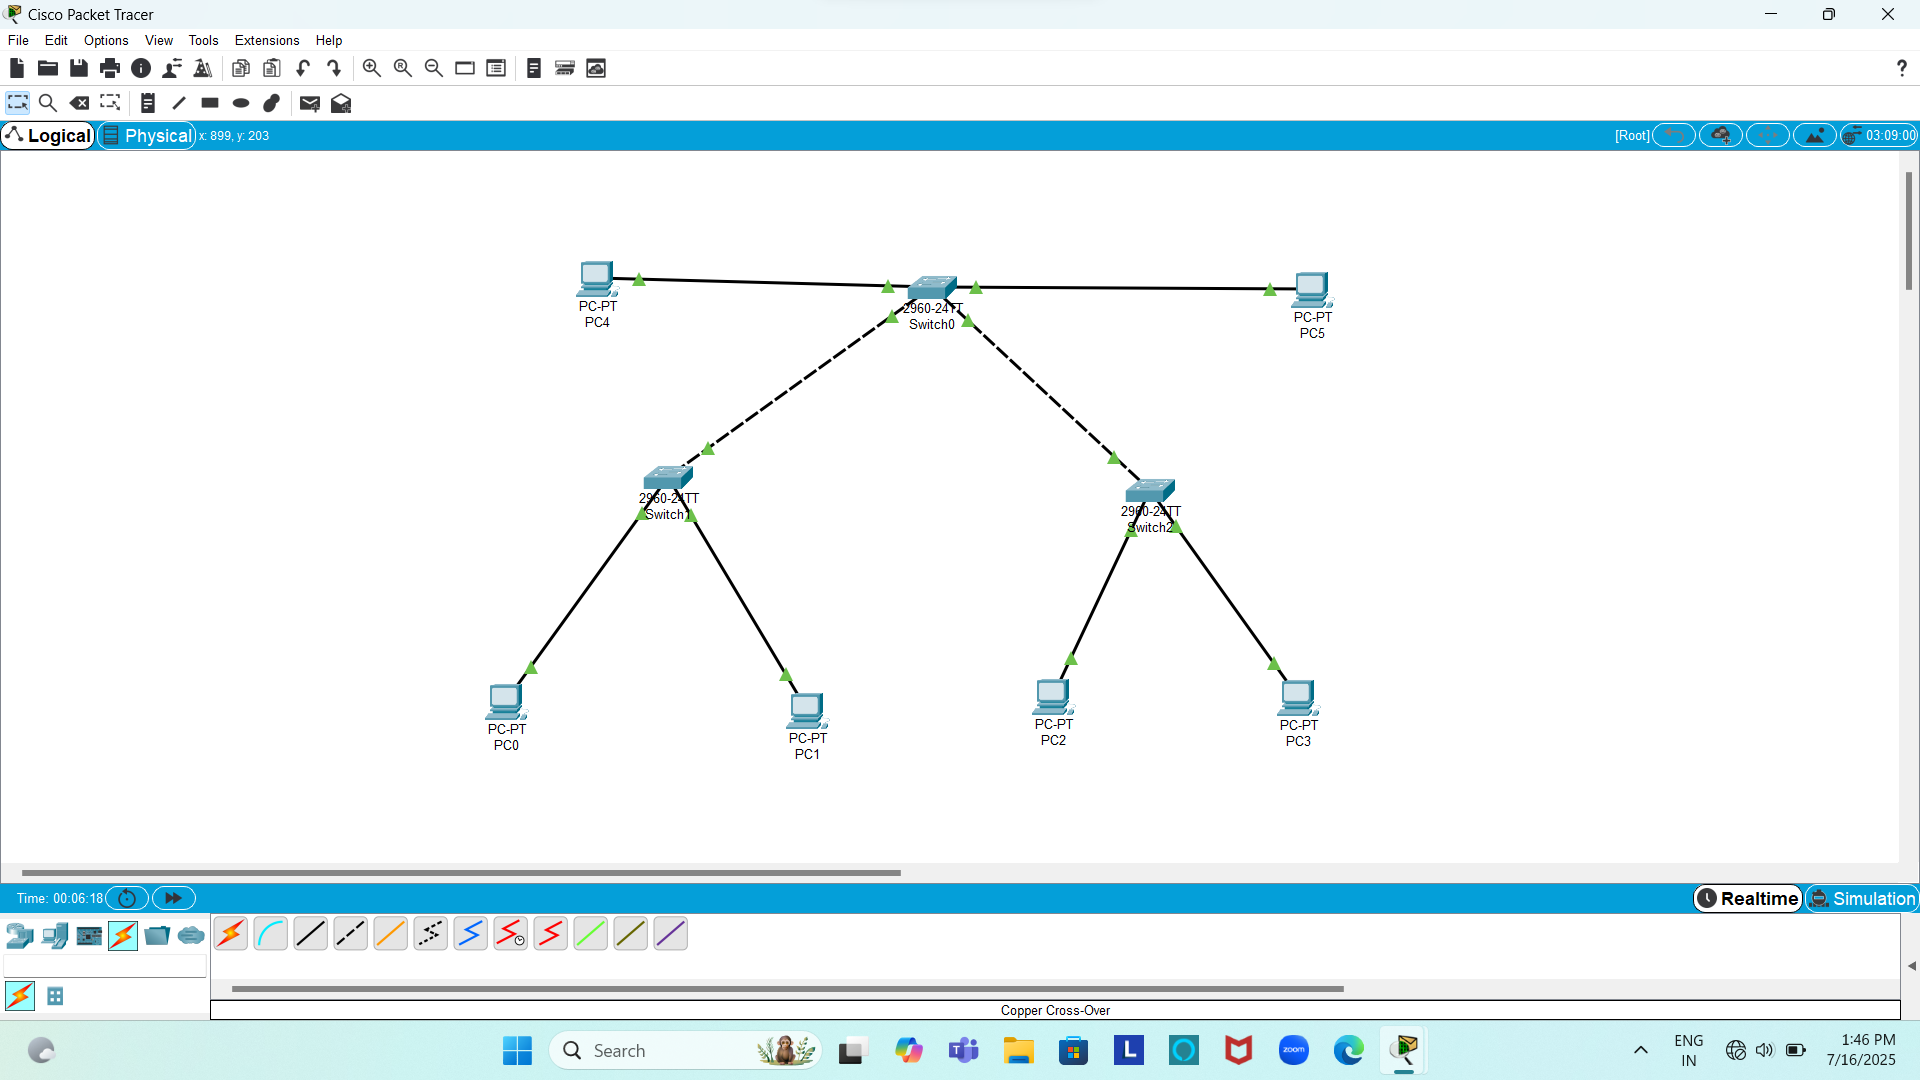 Cisco Packet Tracer
File Edit Options View Tools Extensions Help
?
Logical Physical x: 899, y: 203 [Root] 03:09:00
PC-PT
PC4
2960-24TT
Switch0
PC-PT
PC5
2960-24TT
Switch1
2960-24TT
Switch2
PC-PT
PC0
PC-PT
PC1
PC-PT
PC2
PC-PT
PC3
Time: 00:06:18 Realtime Simulation
Copper Cross-Over
Search
L
zoom
ENG
IN
1:46 PM
7/16/2025